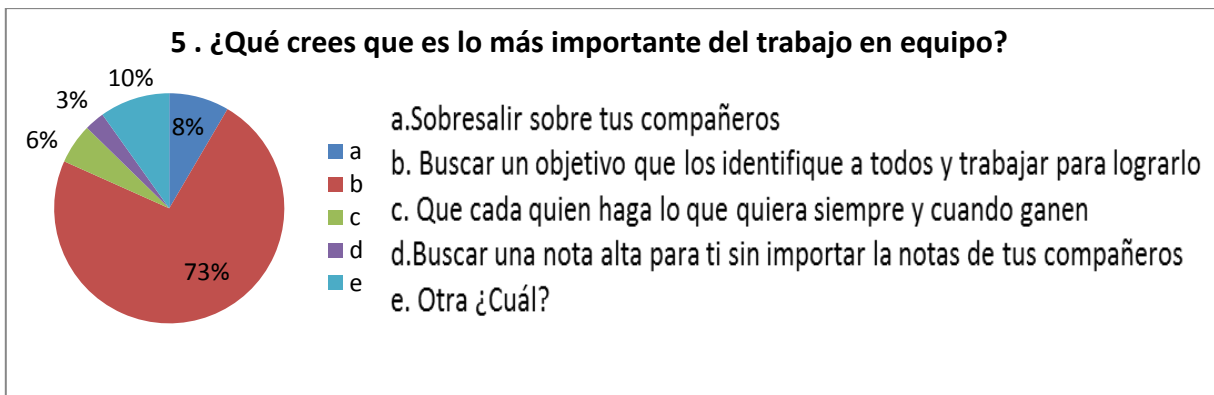 5 . ¿Qué crees que es lo más importante del trabajo en equipo?
10%
3%
8%
6%
73%
a
b
c
d
e
a.Sobresalir sobre tus compañeros
b. Buscar un objetivo que los identifique a todos y trabajar para lograrlo
c. Que cada quien haga lo que quiera siempre y cuando ganen
d.Buscar una nota alta para ti sin importar la notas de tus compañeros
e. Otra ¿Cuál?